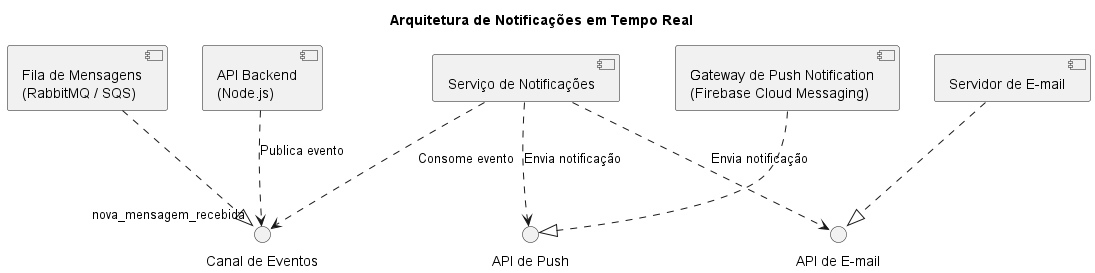 Arquitetura de Notificações em Tempo Real
Fila de Mensagens
(RabbitMQ / SQS)
API Backend
(Node.js)
Serviço de Notificações
Gateway de Push Notification
(Firebase Cloud Messaging)
Servidor de E-mail
Publica evento
Consome evento
Envia notificação
Envia notificação
nova_mensagem_recebida
Canal de Eventos
API de Push
API de E-mail